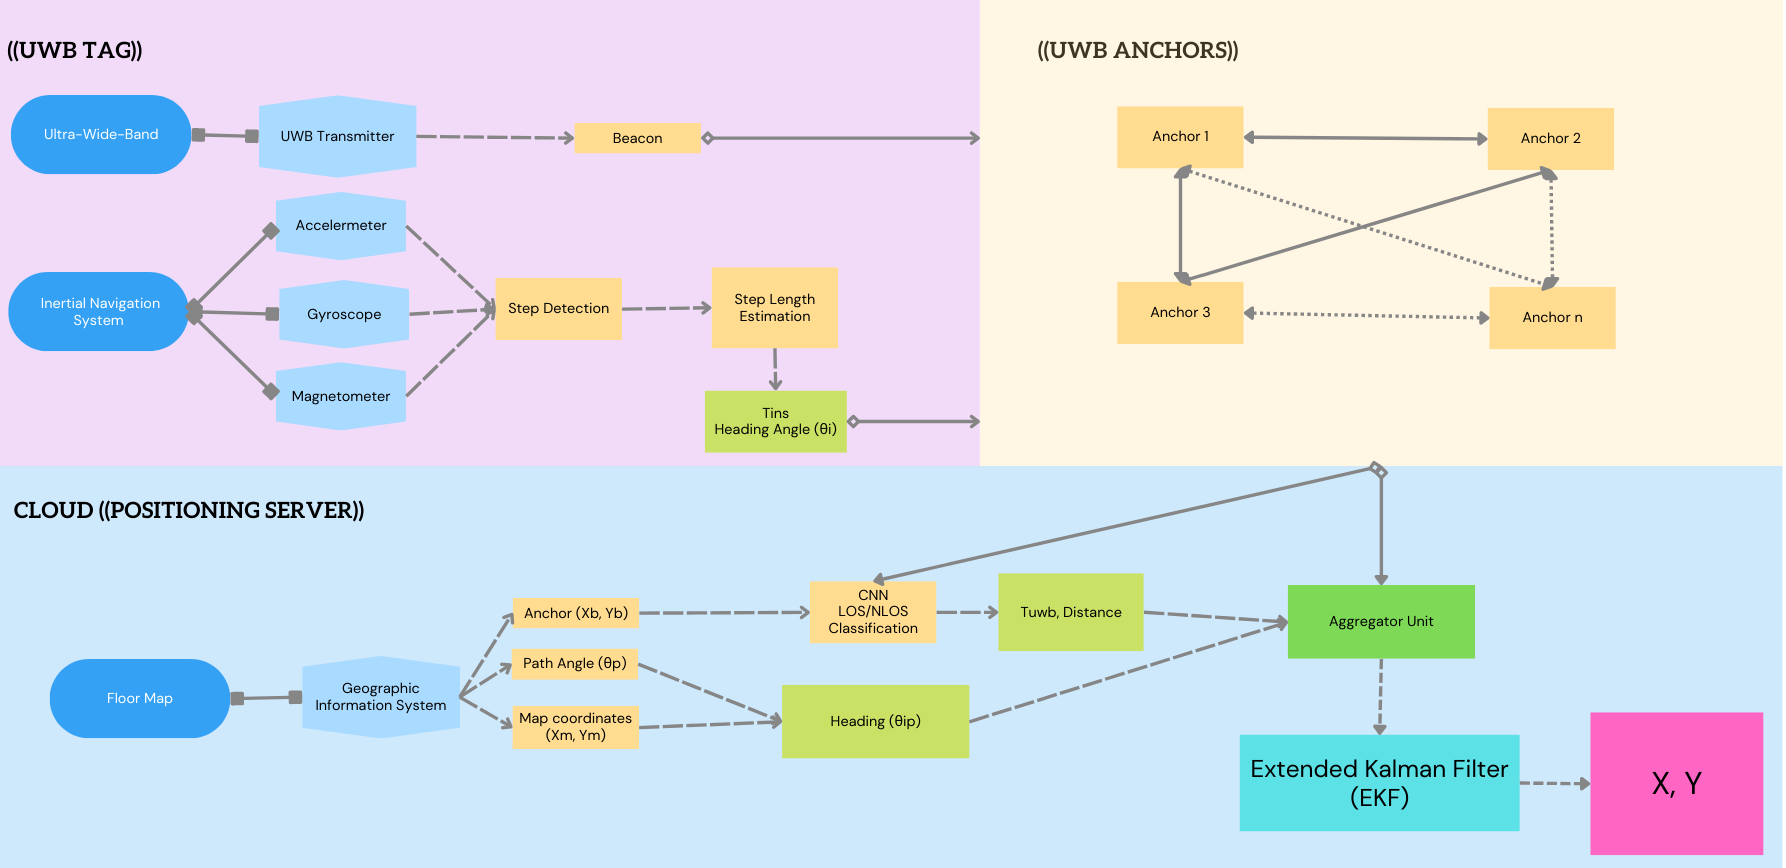 ((UWB TAG))
Ultra-Wide-Band
UWB Transmitter
Beacon
Accelermeter
Inertial Navigation
System
Gyroscope
Magnetometer
Step Detection
Step Length
Estimation
Tins
Heading Angle (θi)
((UWB ANCHORS))
Anchor 1
Anchor 2
Anchor 3
Anchor n
CLOUD ((POSITIONING SERVER))
Floor Map
Geographic
Information System
Anchor (Xb, Yb)
Path Angle (θp)
Map coordinates
(Xm, Ym)
CNN
LOS/NLOS
Classification
Tuwb, Distance
Heading (θip)
Aggregator Unit
Extended Kalman Filter
(EKF)
X, Y